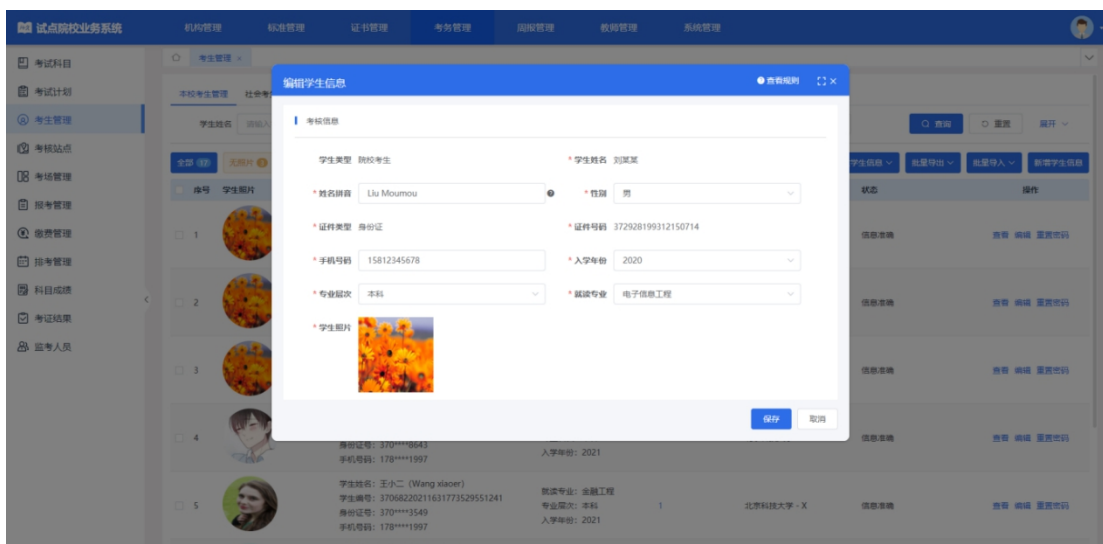 试点院校业务系统 机构管理 标准管理 证书管理 考务管理 周报管理 教师管理 系统管理
考试科目
考试计划
考生管理
考核站点
考场管理
报考管理
缴费管理
排考管理
科目成绩
考证结果
监考人员
考生管理 ×
本校考生管理 社会考
学生姓名 请输入 查询 重置 展开
全部 17 无照片 3 学生信息 批量导出 批量导入 新增学生信息
序号 学生照片 状态 操作
编辑学生信息 查看规则
考核信息
学生类型 院校考生 * 学生姓名 刘某某
* 姓名拼音 Liu Moumou * 性别 男
* 证件类型 身份证 * 证件号码 372928199312150714
* 手机号码 15812345678 * 入学年份 2020
* 专业层次 本科 * 就读专业 电子信息工程
* 学生照片
保存 取消
1 信息准确 查看 编辑 重置密码
2 信息准确 查看 编辑 重置密码
3 信息准确 查看 编辑 重置密码
4 信息准确 查看 编辑 重置密码
身份证号：370****8643
手机号码：178****1997
入学年份：2021
5 信息准确 查看 编辑 重置密码
学生姓名：王小二（Wang xiaoer）
学生编号：37068220211631773529551241
身份证号：370****3549
手机号码：178****1997
就读专业：金融工程
专业层次：本科
入学年份：2021
1
北京科技大学 - X